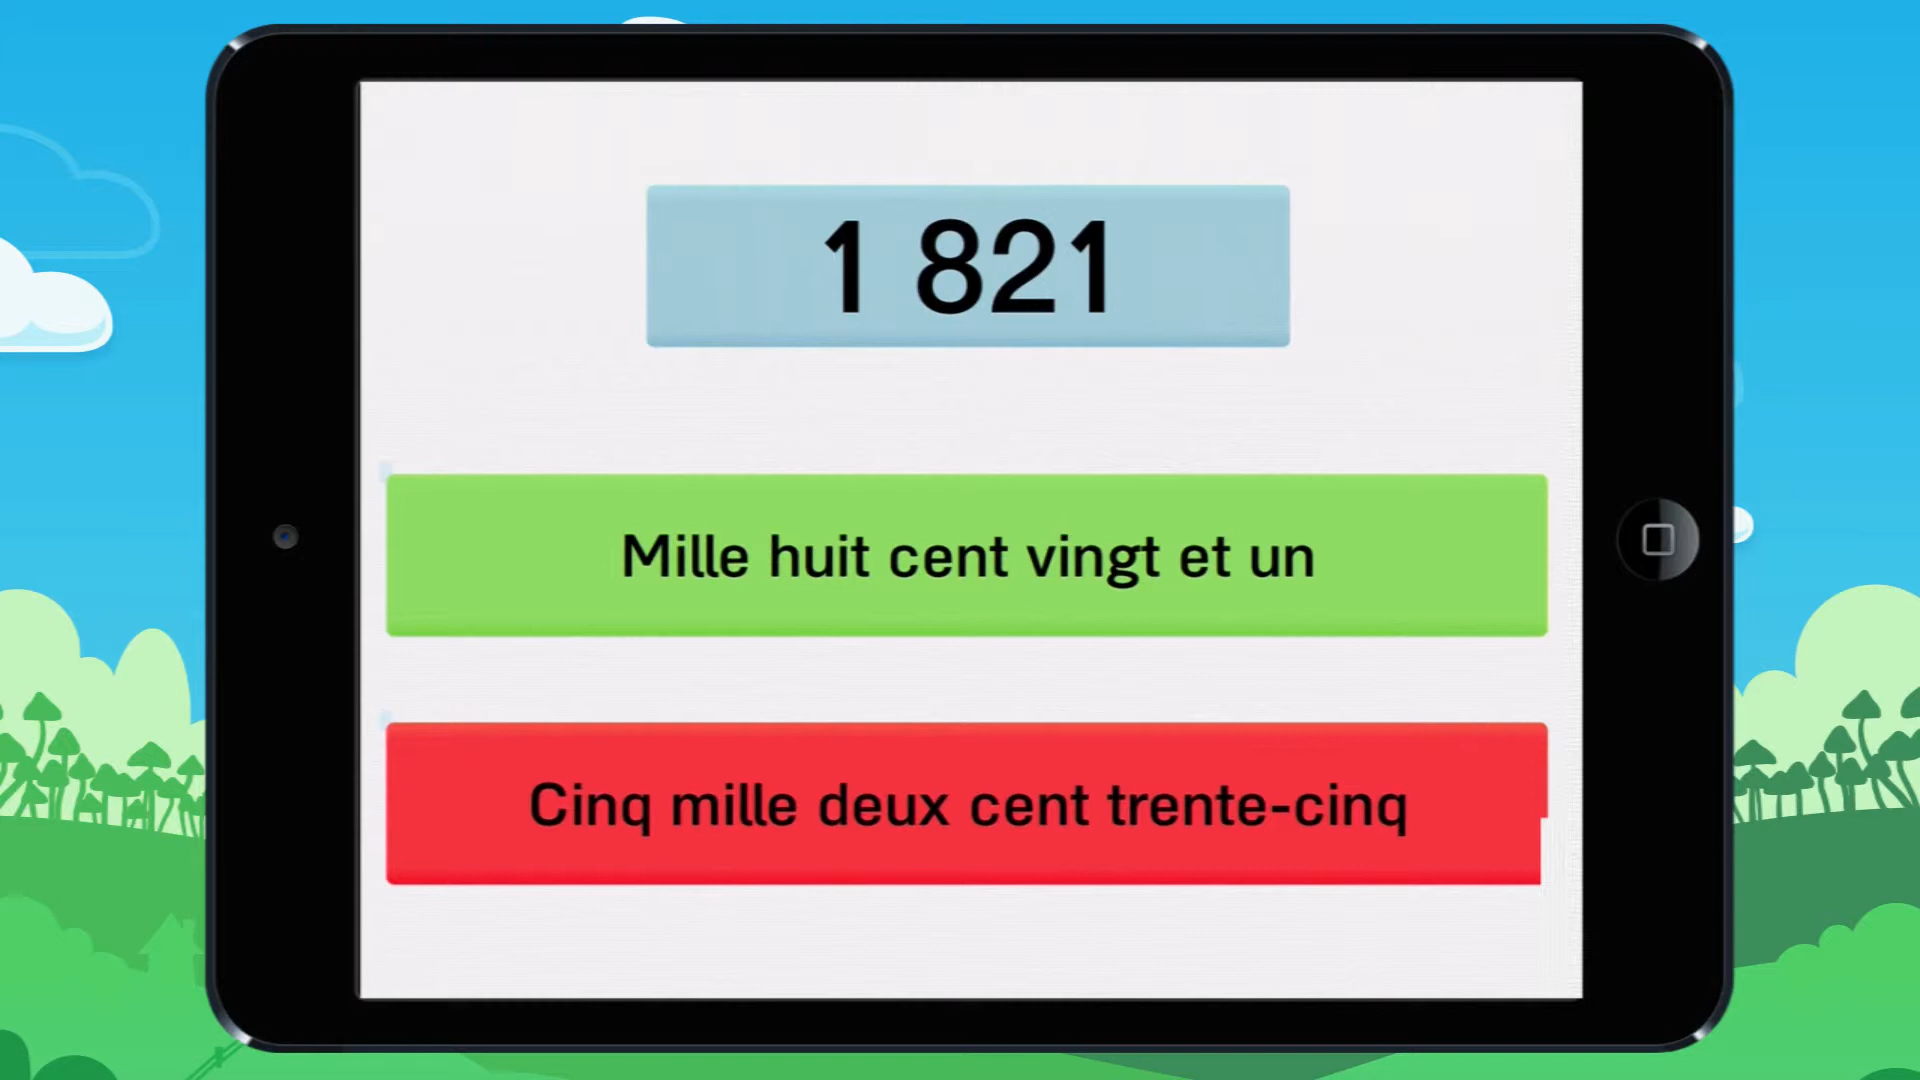 1 821
Mille huit cent vingt et un
Cinq mille deux cent trente-cinq